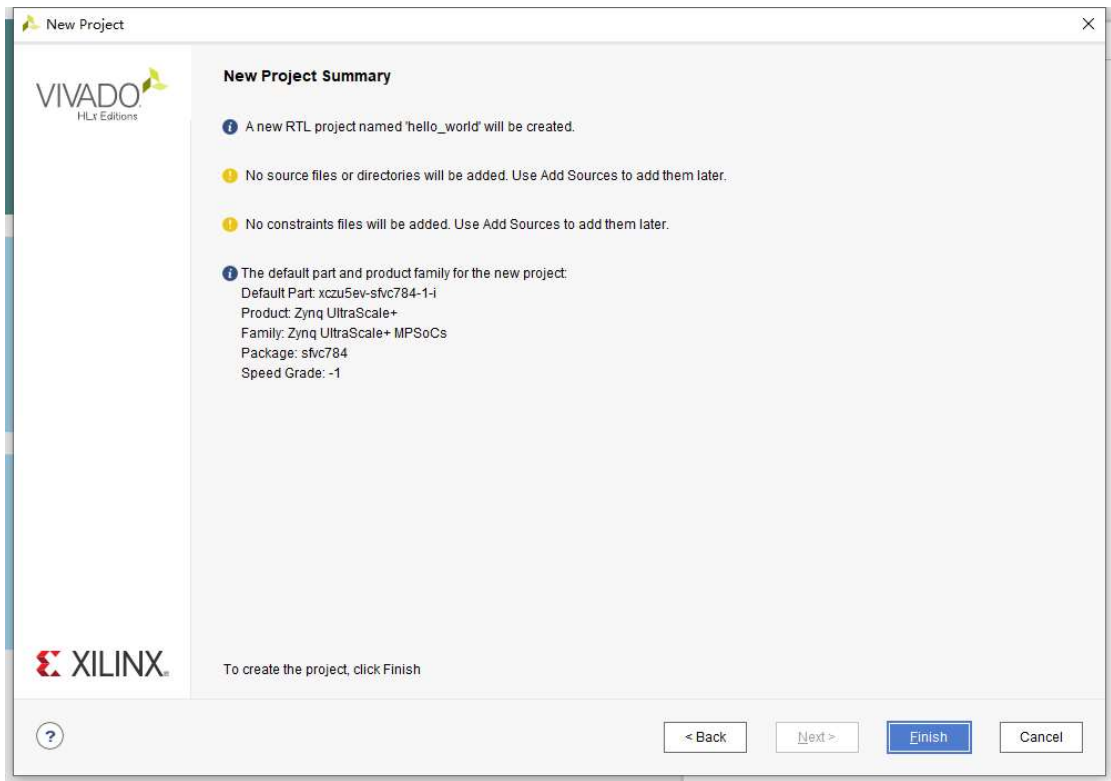 New Project
VIVADO
HLx Editions
New Project Summary
A new RTL project named 'hello_world' will be created.
No source files or directories will be added. Use Add Sources to add them later.
No constraints files will be added. Use Add Sources to add them later.
The default part and product family for the new project:
Default Part: xczu5ev-sfvc784-1-i
Product: Zynq UltraScale+
Family: Zynq UltraScale+ MPSoCs
Package: sfvc784
Speed Grade: -1
XILINX
To create the project, click Finish
?
< Back
Next >
Finish
Cancel